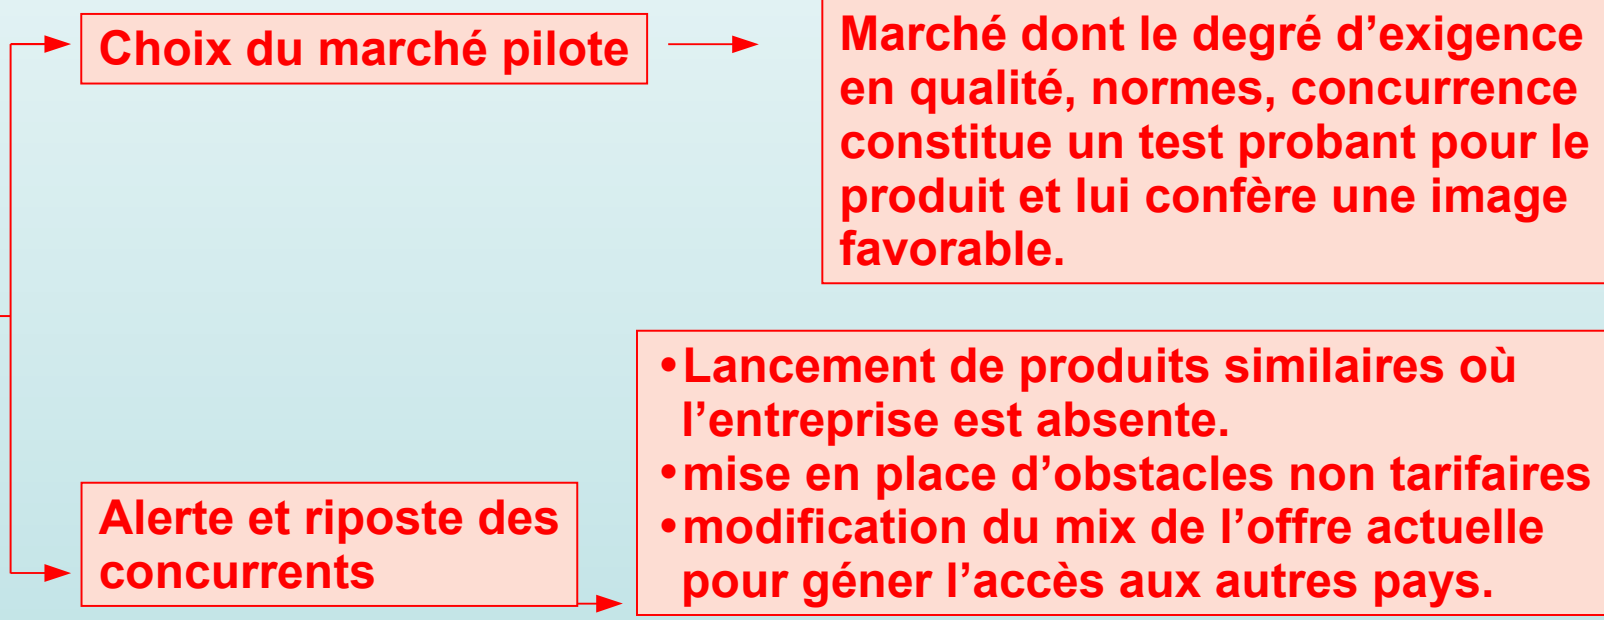 Choix du marché pilote
Marché dont le degré d’exigence
en qualité, normes, concurrence
constitue un test probant pour le
produit et lui confère une image
favorable.
Alerte et riposte des
concurrents
•Lancement de produits similaires où
l’entreprise est absente.
•mise en place d’obstacles non tarifaires
•modification du mix de l’offre actuelle
pour géner l’accès aux autres pays.